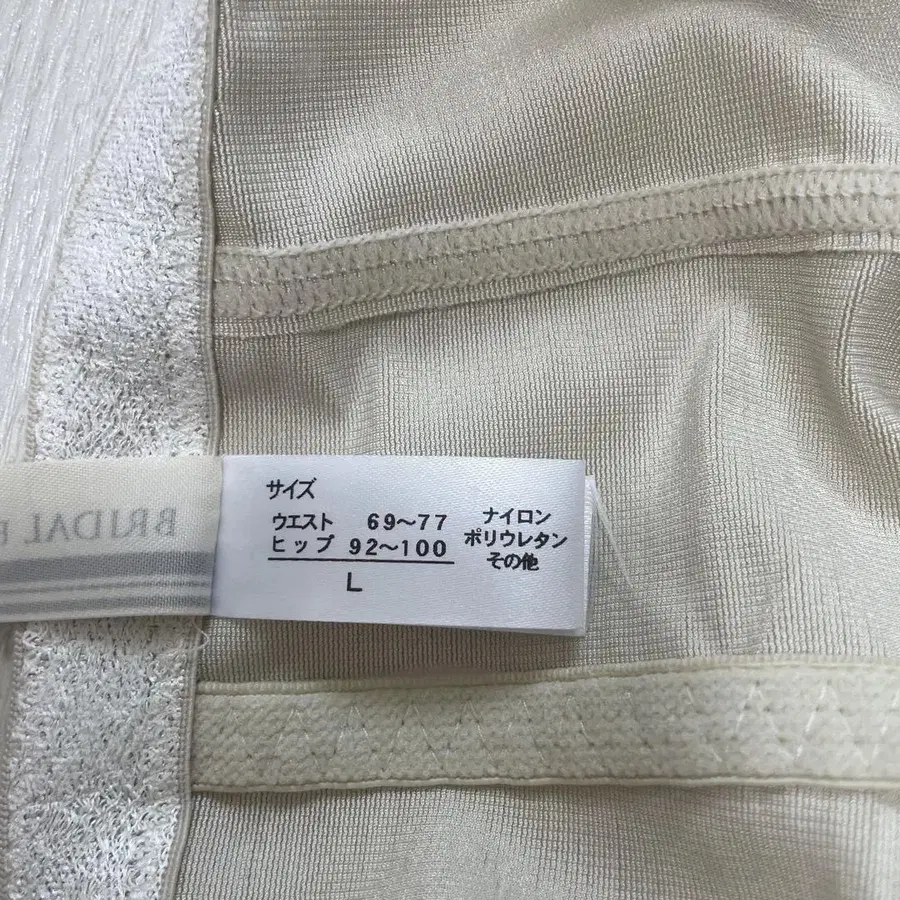 BRIDAL
サイズ
ウエスト 69～77
ヒップ 92～100
L
ナイロン
ポリウレタン
その他